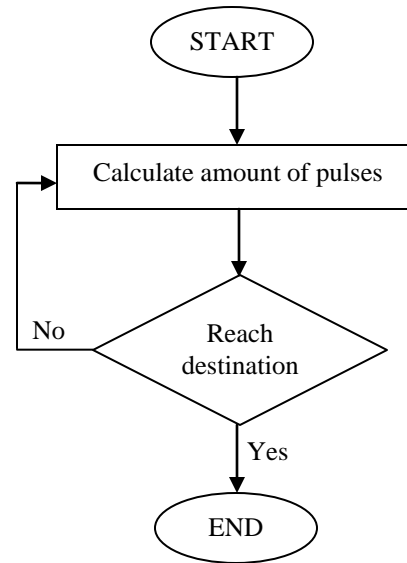 START
Calculate amount of pulses
No
Reach
destination
Yes
END